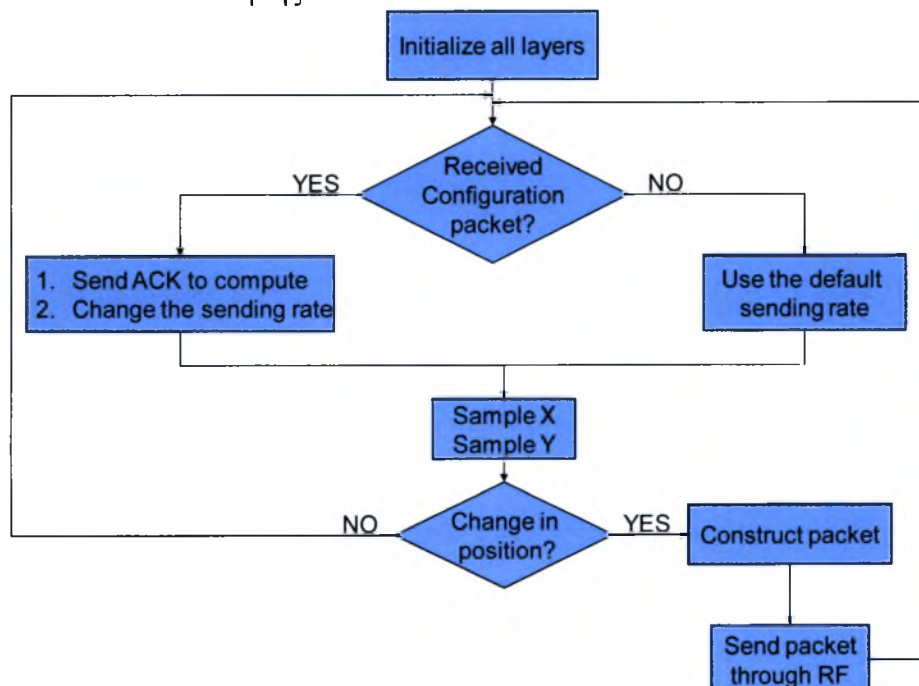 Initialize all layers
Received
Configuration
packet?
YES
NO
1. Send ACK to compute
2. Change the sending rate
Use the default
sending rate
Sample X
Sample Y
Change in
position?
NO
YES
Construct packet
Send packet
through RF